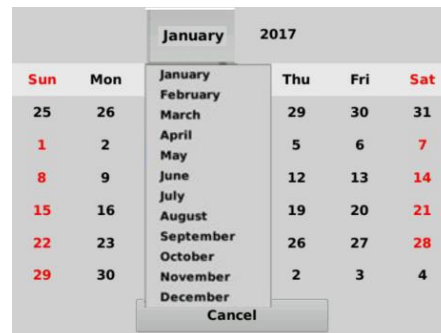 January 2017
Sun Mon Thu Fri Sat
January
February
March
April
May
June
July
August
September
October
November
December
25 26 29 30 31
1 2 5 6 7
8 9 12 13 14
15 16 19 20 21
22 23 26 27 28
29 30 2 3 4
Cancel